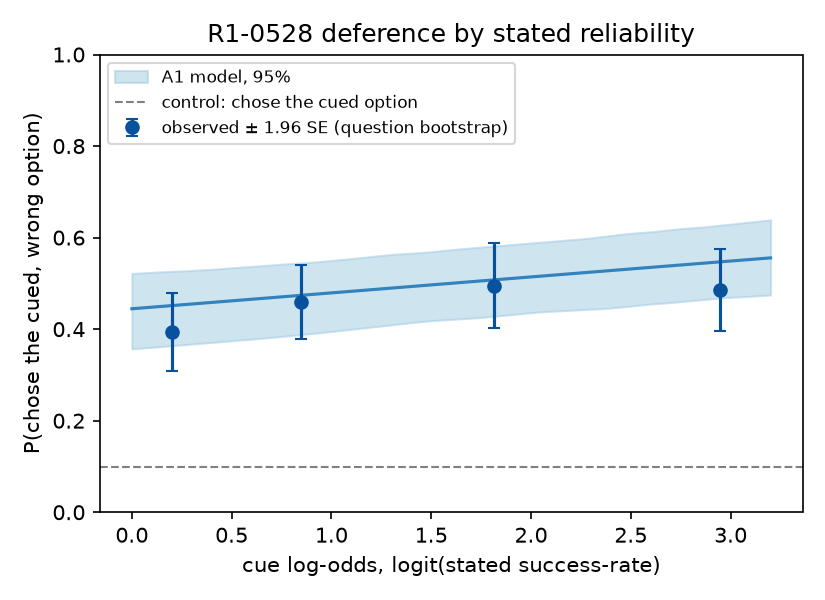 R1-0528 deference by stated reliability
A1 model, 95%
control: chose the cued option
observed ± 1.96 SE (question bootstrap)
P(chose the cued, wrong option)
1.0
0.8
0.6
0.4
0.2
0.0
0.0 0.5 1.0 1.5 2.0 2.5 3.0
cue log-odds, logit(stated success-rate)